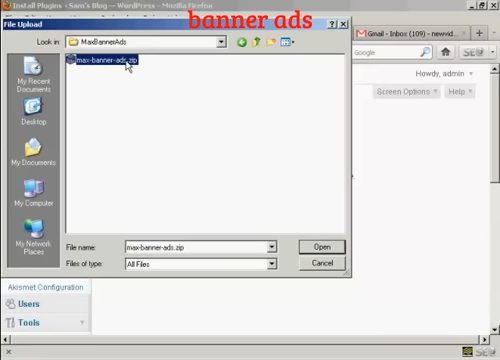 Install Plugins ‹ Sam's Blog — WordPress - Mozilla Firefox
banner ads
File Upload
Look in:
MaxBannerAds
Gmail - Inbox (109) - newvid
Google
max-banner-ads.zip
My Recent
Documents
Desktop
My Documents
My Computer
My Network
Places
Howdy, admin
Screen Options
Help
File name:
max-banner-ads.zip
Open
Files of type:
All Files
Cancel
Akismet Configuration
Users
Tools